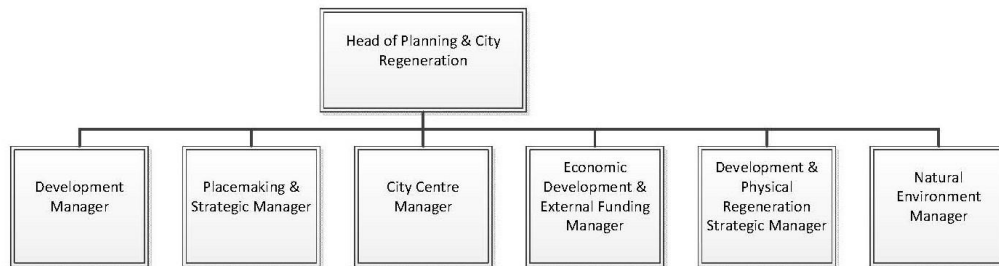 Head of Planning & City
Regeneration
Development
Manager
Placemaking &
Strategic Manager
City Centre
Manager
Economic
Development &
External Funding
Manager
Development &
Physical
Regeneration
Strategic Manager
Natural
Environment
Manager